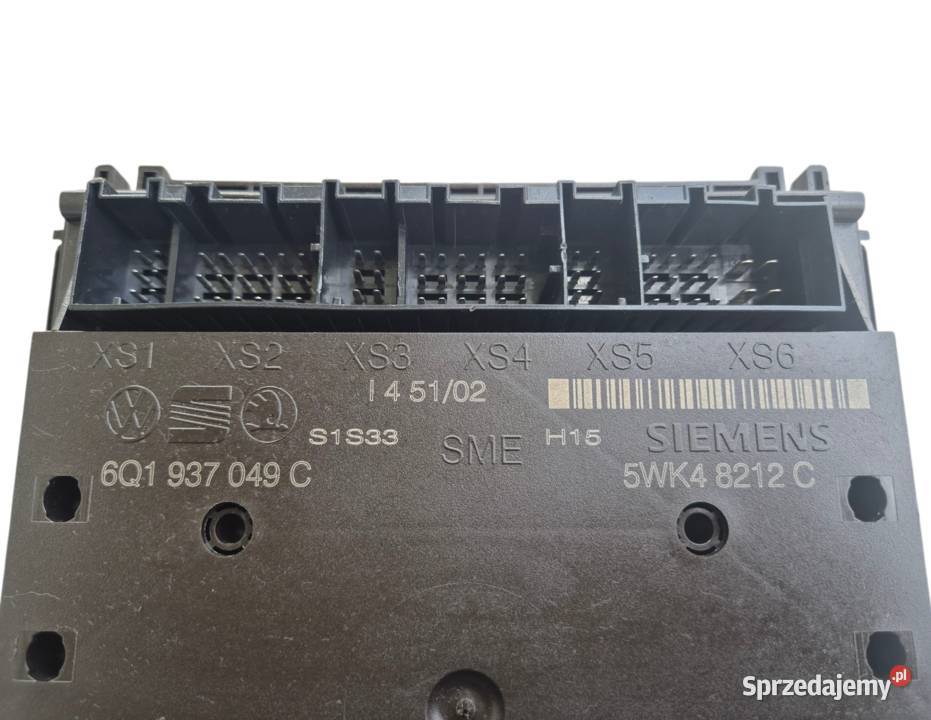 XS1 XS2 XS3 XS4 XS5 XS6
I 4 51/02
S1S33 SME H15 SIEMENS
6Q1 937 049 C 5WK4 8212 C
Sprzedajemy.pl